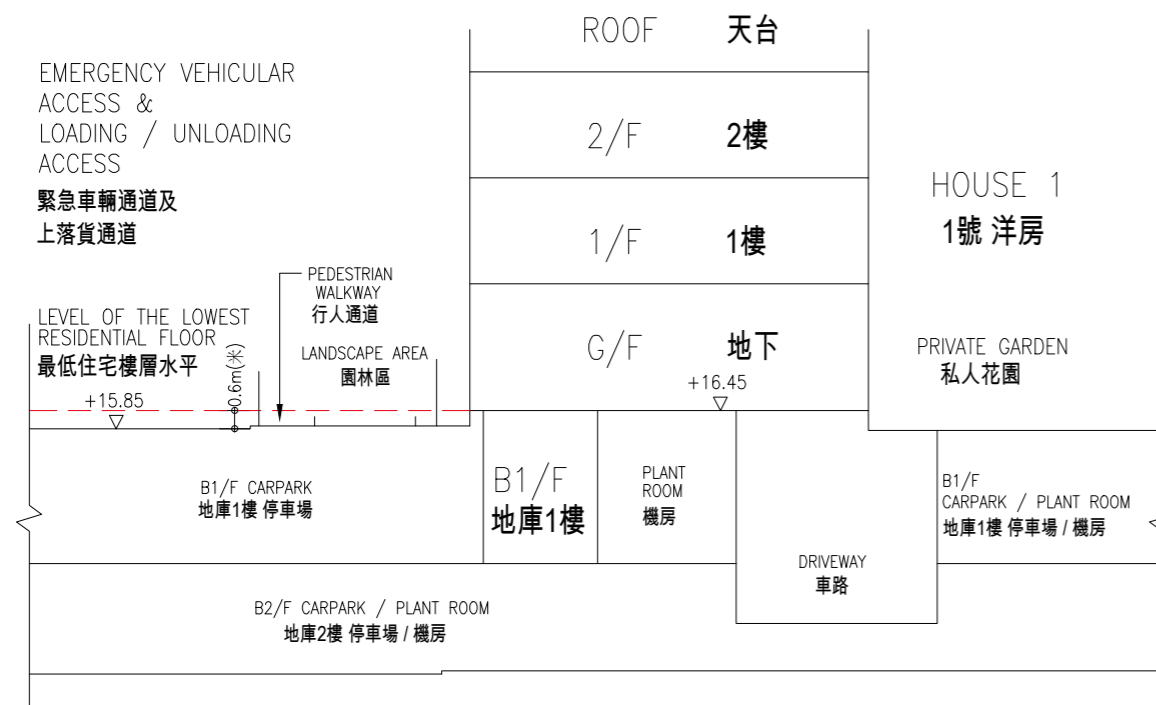 ROOF 天台
EMERGENCY VEHICULAR
ACCESS &
LOADING / UNLOADING
ACCESS
緊急車輛通道及
上落貨通道
2/F 2樓
HOUSE 1
1號 洋房
1/F 1樓
PEDESTRIAN
WALKWAY
行人通道
LEVEL OF THE LOWEST
RESIDENTIAL FLOOR
最低住宅樓層水平
0.6m(米)
LANDSCAPE AREA
園林區
G/F 地下
PRIVATE GARDEN
私人花園
+15.85
+16.45
B1/F CARPARK
地庫1樓 停車場
B1/F
地庫1樓
PLANT
ROOM
機房
B1/F
CARPARK / PLANT ROOM
地庫1樓 停車場 / 機房
DRIVEWAY
車路
B2/F CARPARK / PLANT ROOM
地庫2樓 停車場 / 機房